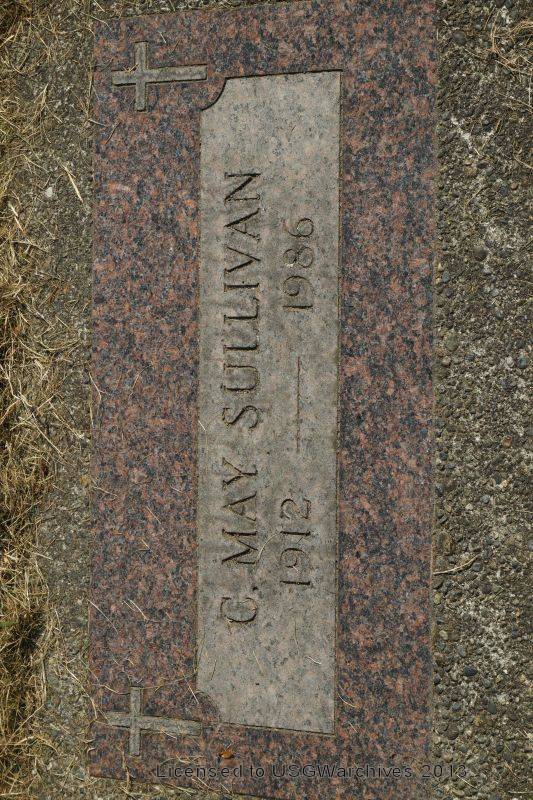 C. MAY SULLIVAN
1912 — 1986
Licensed to USGWarchives 2013